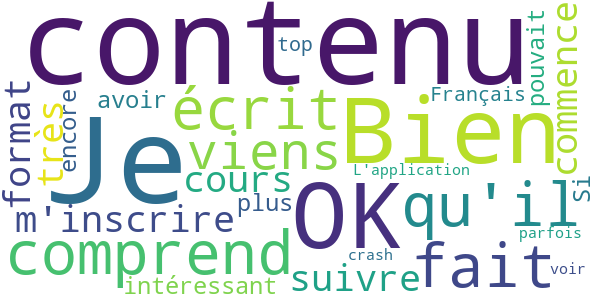 contenu
top
avoir
Français
pouvait
commence
format
très
encore
écrit
Bien
Je
viens
L'application
cours
OK
qu'il
Si
plus
m'inscrire
parfois
comprend
fait
crash
voir
suivre
intéressant